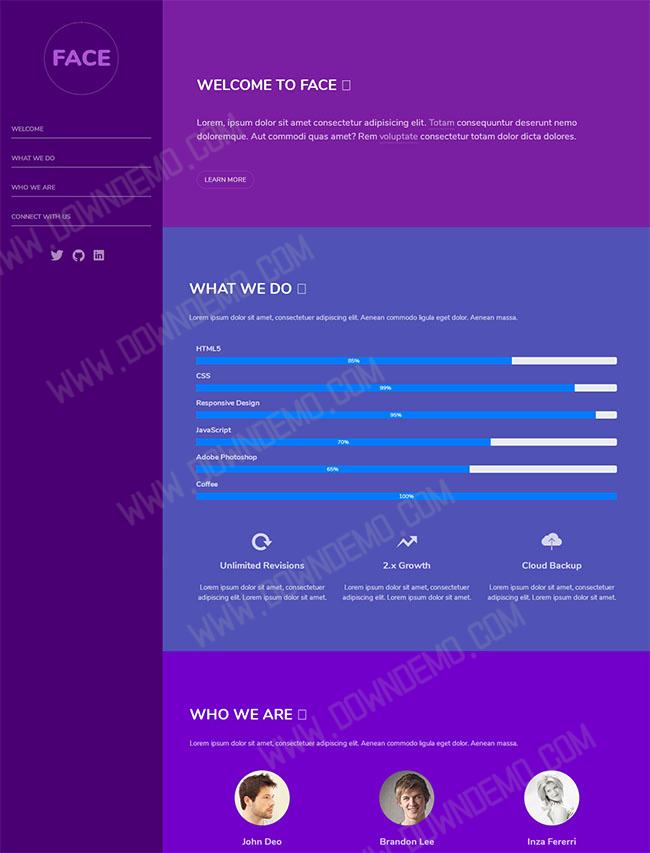 FACE
WELCOME
WHAT WE DO
WHO WE ARE
CONNECT WITH US
WELCOME TO FACE
Lorem, ipsum dolor sit amet consectetur adipisicing elit. Totam consequuntur deserunt nemo
doloremque. Aut commodi quas amet? Rem voluptate consectetur totam dolor dicta dolores.
LEARN MORE
WHAT WE DO
Lorem ipsum dolor sit amet, consectetuer adipiscing elit. Aenean commodo ligula eget dolor. Aenean massa.
HTML5
85%
CSS
99%
Responsive Design
95%
JavaScript
70%
Adobe Photoshop
65%
Coffee
100%
Unlimited Revisions
Lorem ipsum dolor sit amet, consectetuer
adipiscing elit. Lorem ipsum dolor sit amet.
2.x Growth
Lorem ipsum dolor sit amet, consectetuer
adipiscing elit. Lorem ipsum dolor sit amet.
Cloud Backup
Lorem ipsum dolor sit amet, consectetuer
adipiscing elit. Lorem ipsum dolor sit amet.
WHO WE ARE
Lorem ipsum dolor sit amet, consectetuer adipiscing elit. Aenean commodo ligula eget dolor. Aenean massa.
John Deo
Brandon Lee
Inza Fererri
WWW.DOWNDEMO.COM
WWW.DOWNDEMO.COM
WWW.DOWNDEMO.COM
WWW.DOWNDEMO.COM
WWW.DOWNDEMO.COM
WWW.DOWNDEMO.COM